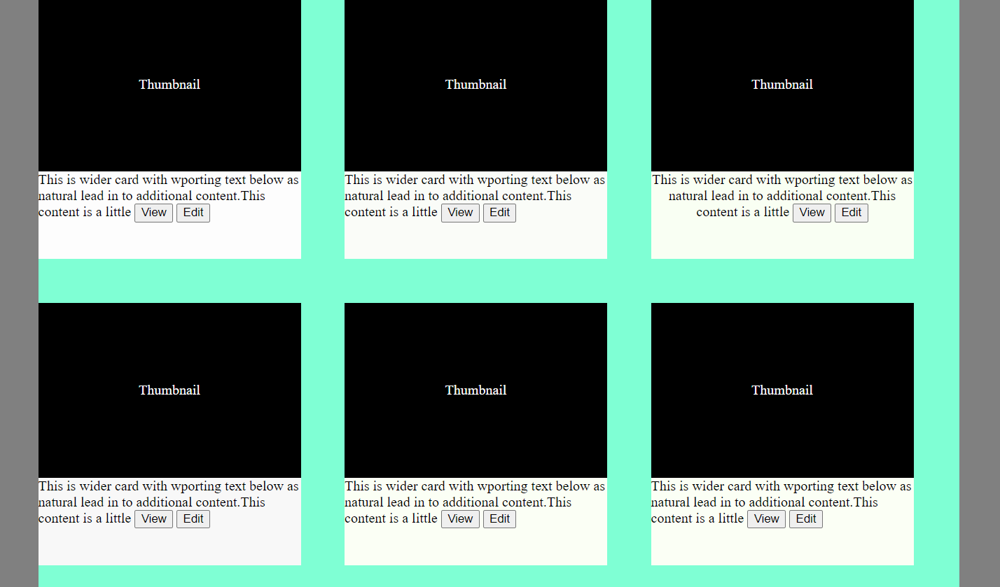 Thumbnail
Thumbnail
Thumbnail
This is wider card with wporting text below as
natural lead in to additional content.This
content is a little View Edit
This is wider card with wporting text below as
natural lead in to additional content.This
content is a little View Edit
This is wider card with wporting text below as
natural lead in to additional content.This
content is a little View Edit
Thumbnail
Thumbnail
Thumbnail
This is wider card with wporting text below as
natural lead in to additional content.This
content is a little View Edit
This is wider card with wporting text below as
natural lead in to additional content.This
content is a little View Edit
This is wider card with wporting text below as
natural lead in to additional content.This
content is a little View Edit